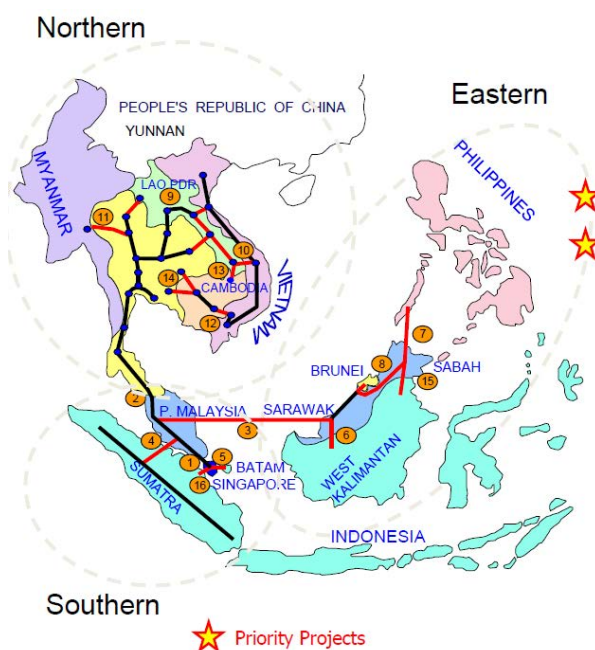 Northern
Eastern
PEOPLE'S REPUBLIC OF CHINA
YUNNAN
MYANMAR
LAO PDR
9
11
PHILIPPINES
10
13
14
CAMBODIA
VIETNAM
12
7
8
BRUNEI
SABAH
15
2
P. MALAYSIA
SARAWAK
3
4
6
1
5
BATAM
SINGAPORE
16
SUMATRA
WEST
KALIMANTAN
INDONESIA
Southern
Priority Projects